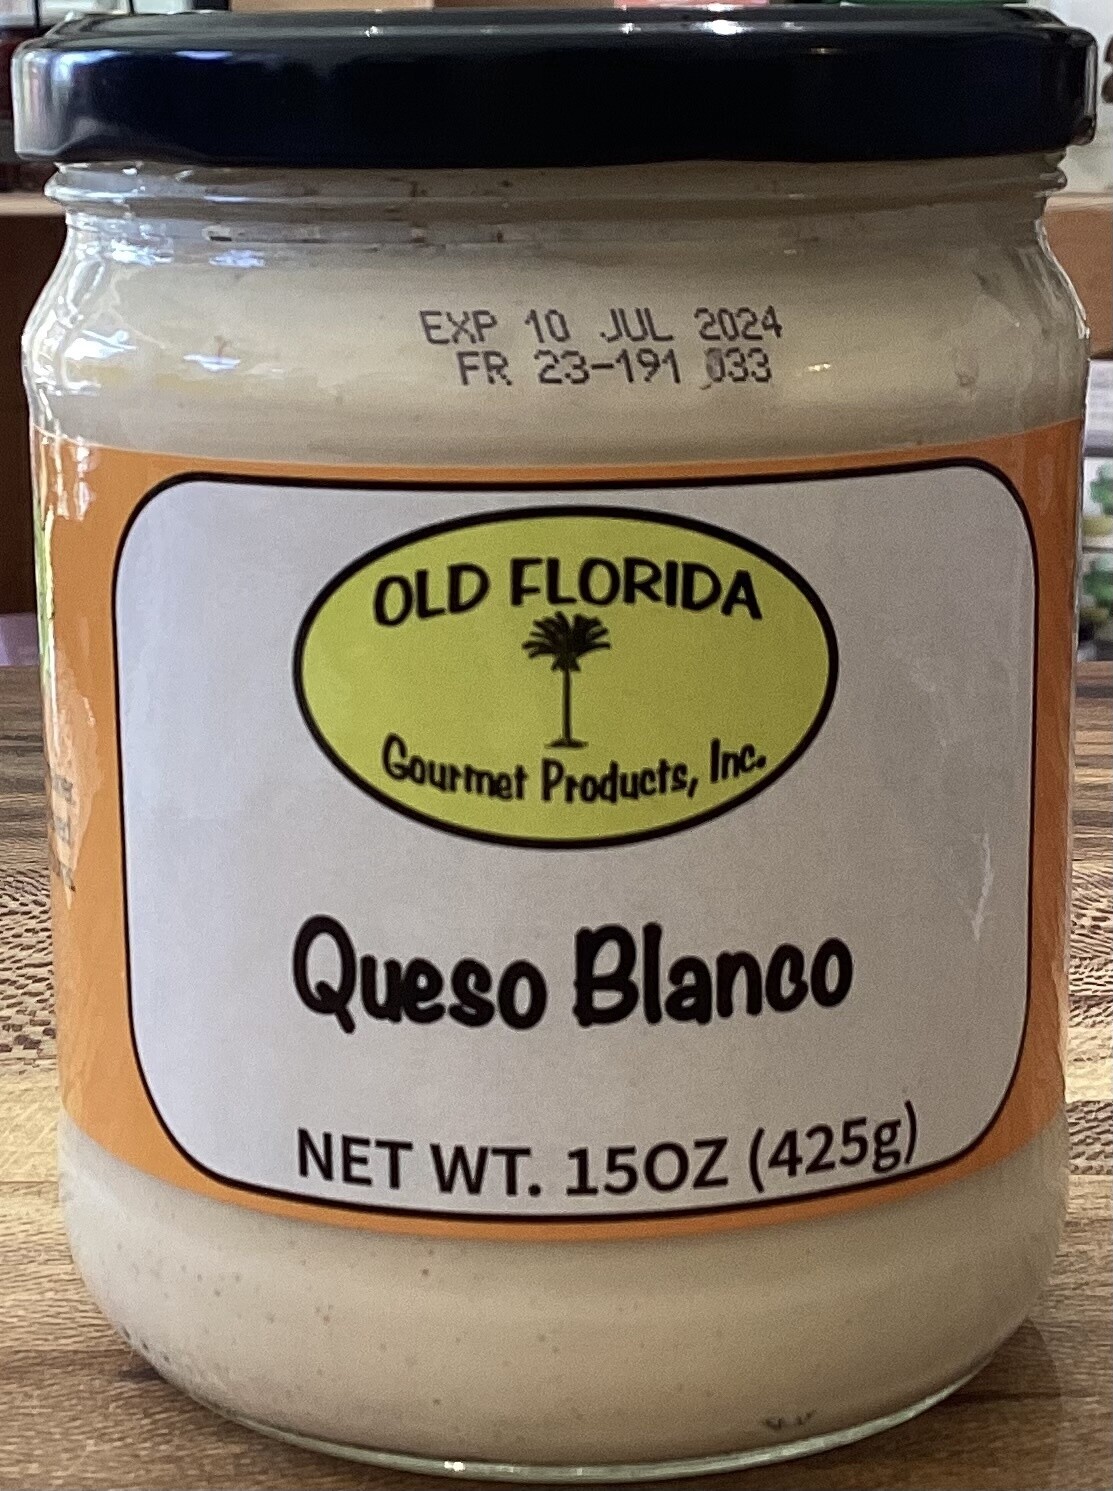 EXP 10 JUL 2024
FR 23-191 033
OLD FLORIDA
Gourmet Products, Inc.
Queso Blanco
NET WT. 15OZ (425g)